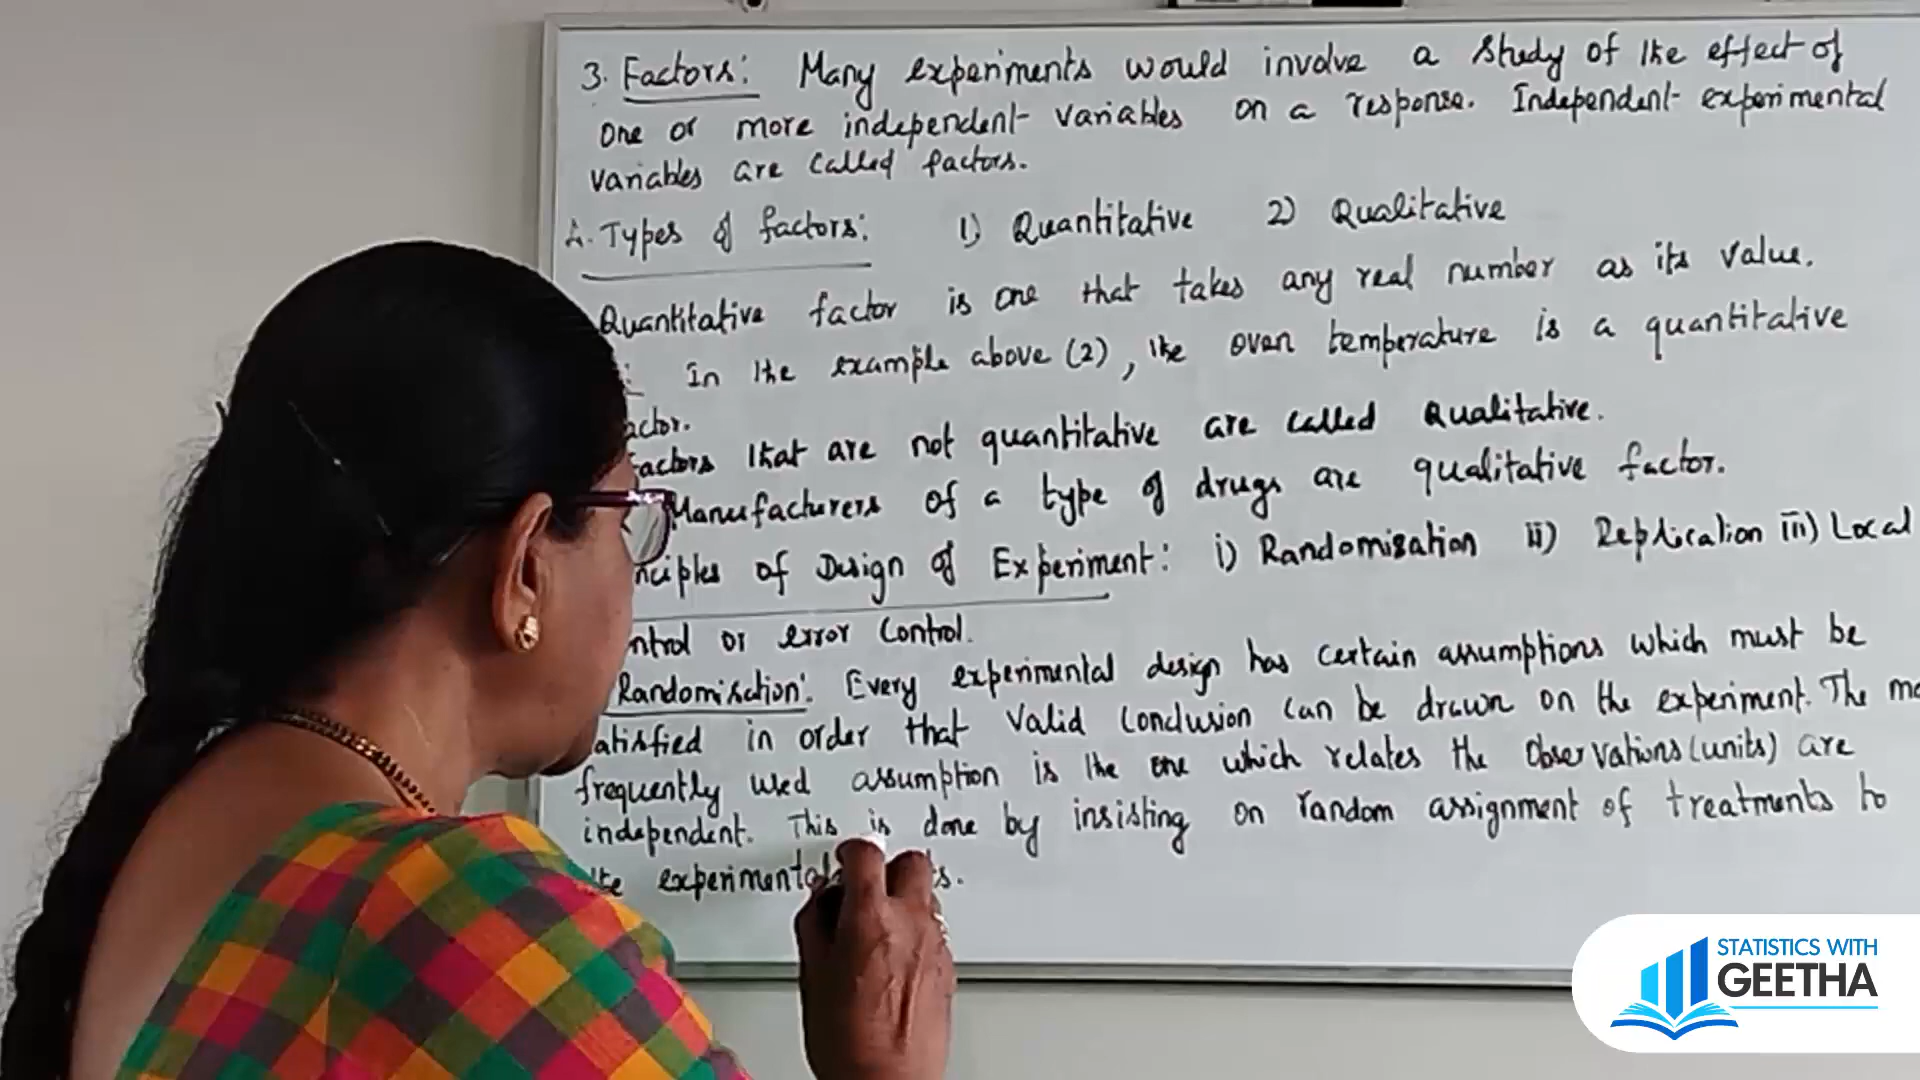 3. Factors: Many experiments would involve a study of the effect of
one or more independent variables on a response. Independent experimental
variables are called factors.
4. Types of factors: 1) Quantitative 2) Qualitative
Quantitative factor is one that takes any real number as its value.
: In the example above (2), the oven temperature is a quantitative
actor.
Factors that are not quantitative are called Qualitative.
Manufacturers of a type of drugs are qualitative factor.
nciples of Design of Experiment: i) Randomisation ii) Replication iii) Local
ntrol or error Control.
Randomisation: Every experimental design has certain assumptions which must be
atisfied in order that valid conclusion can be drawn on the experiment. The mo
frequently used assumption is the one which relates the observations (units) are
independent. This is done by insisting on random assignment of treatments to
the experimental ts.
STATISTICS WITH
GEETHA